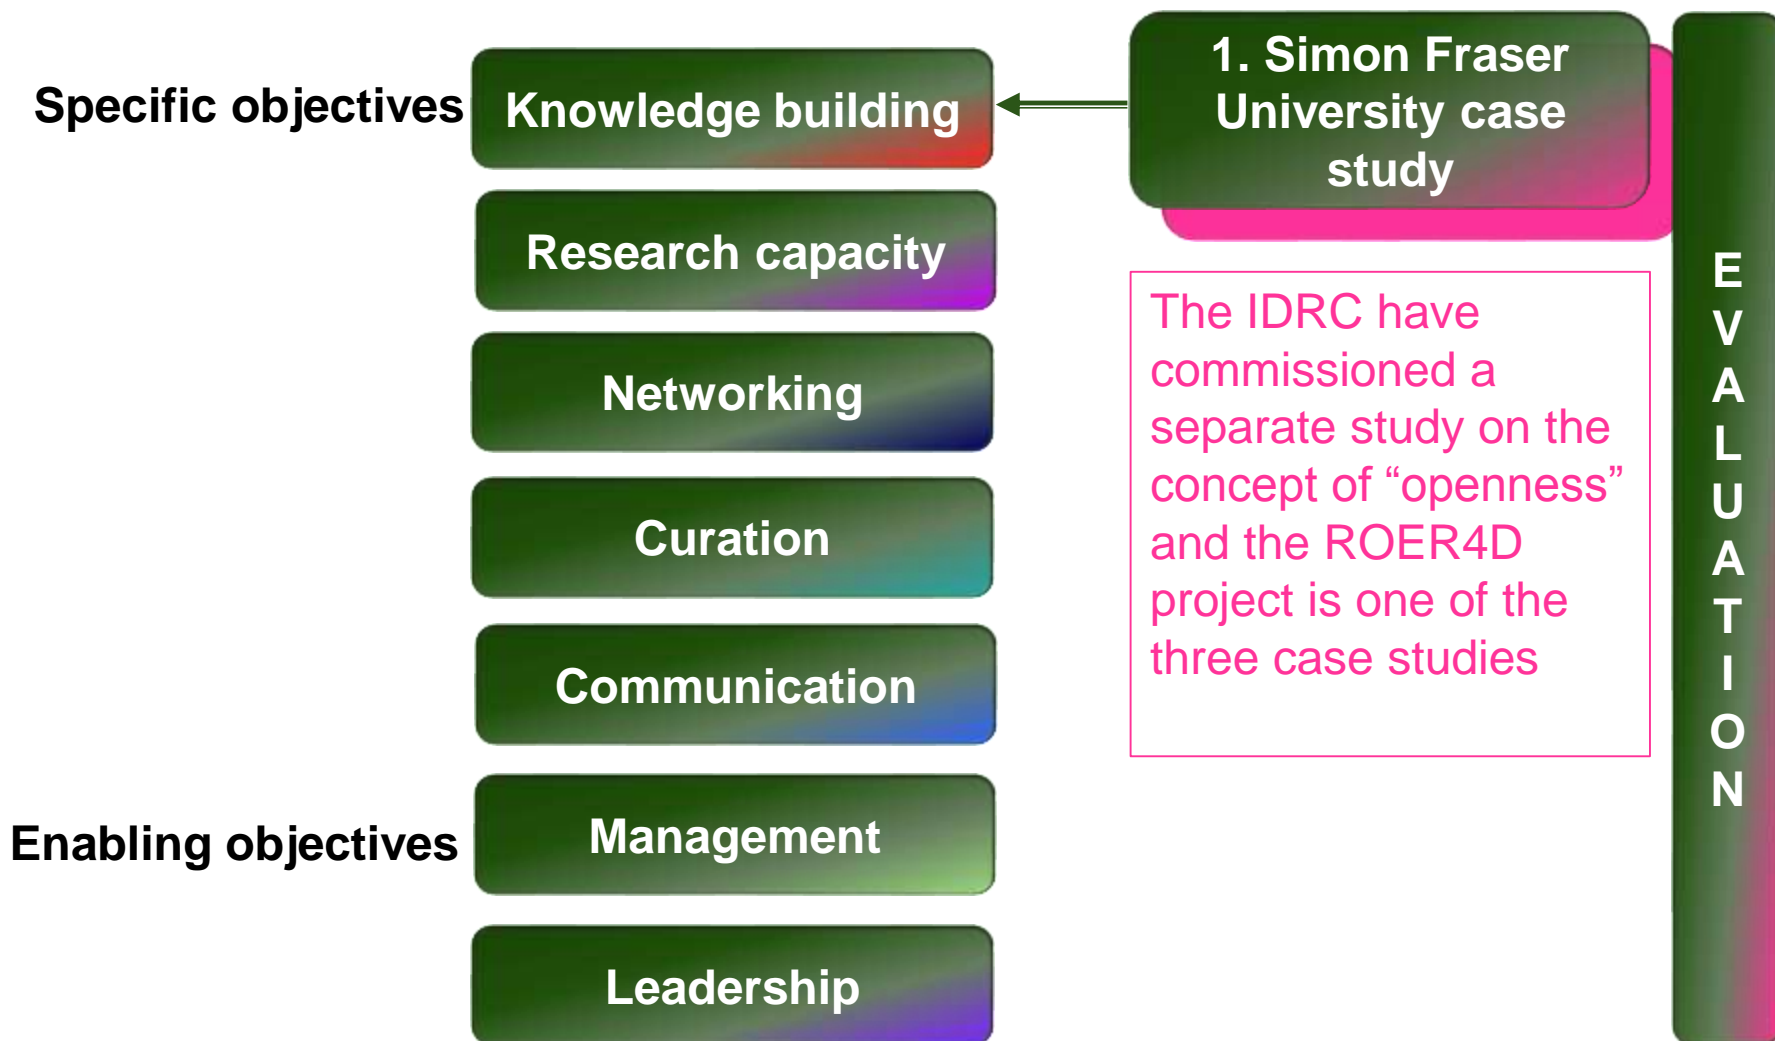 Specific objectives
Knowledge building
Research capacity
Networking
Curation
Communication
Enabling objectives
Management
Leadership
1. Simon Fraser
University case
study
The IDRC have
commissioned a
separate study on the
concept of “openness”
and the ROER4D
project is one of the
three case studies
E
V
A
L
U
A
T
I
O
N